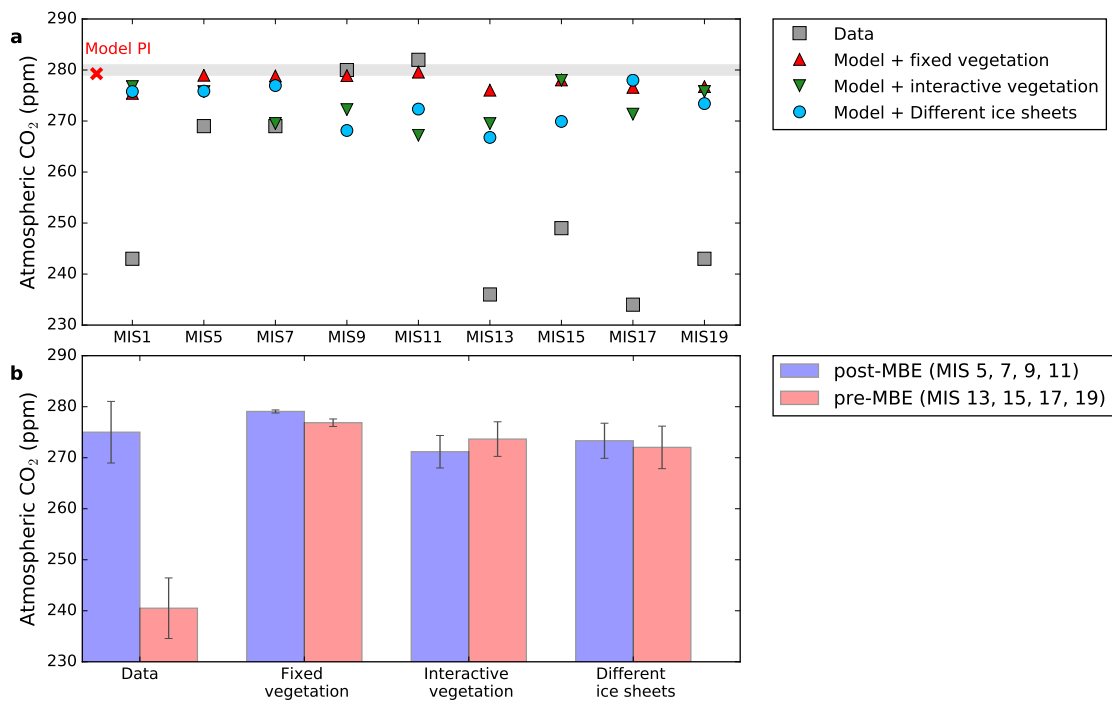 a
Atmospheric CO₂ (ppm)
290
280
270
260
250
240
230
Model PI
MIS1 MIS5 MIS7 MIS9 MIS11 MIS13 MIS15 MIS17 MIS19
Data
Model + fixed vegetation
Model + interactive vegetation
Model + Different ice sheets
b
Atmospheric CO₂ (ppm)
290
280
270
260
250
240
230
Data
Fixed
vegetation
Interactive
vegetation
Different
ice sheets
post-MBE (MIS 5, 7, 9, 11)
pre-MBE (MIS 13, 15, 17, 19)